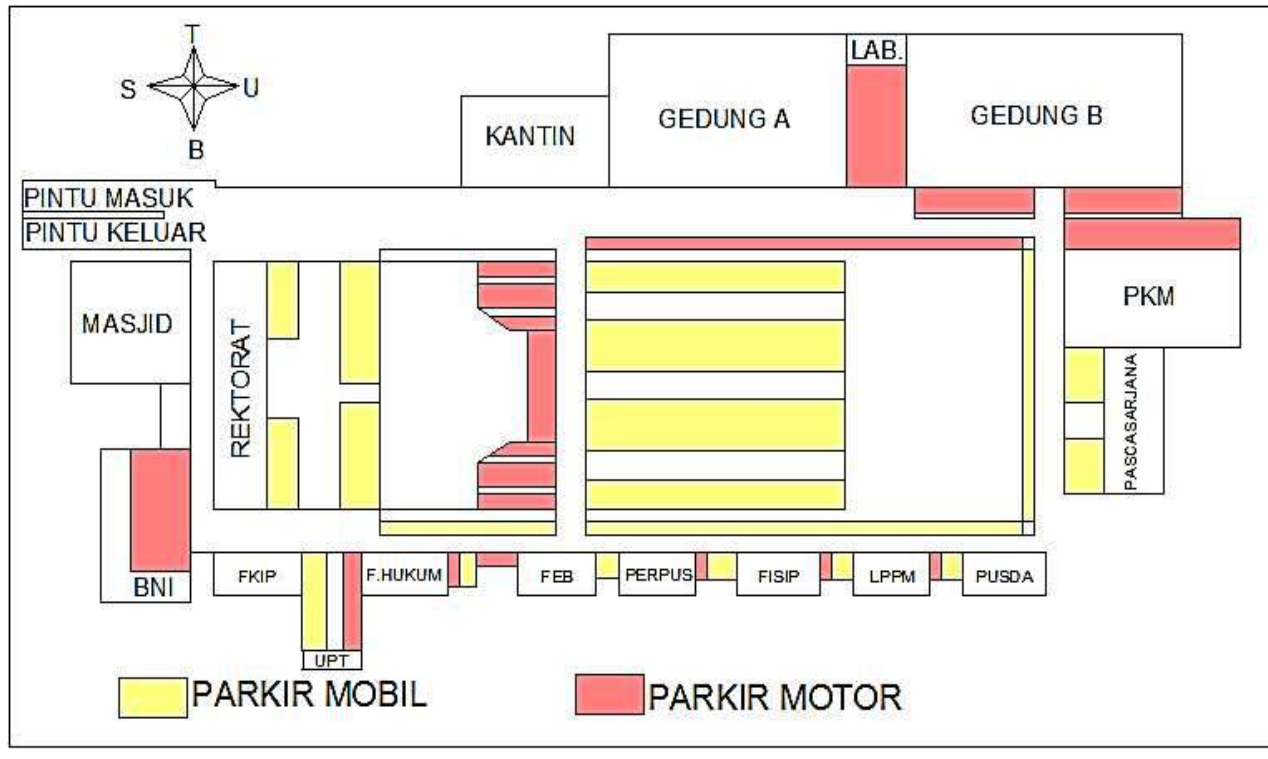 T
S U
B
LAB.
KANTIN
GEDUNG A
GEDUNG B
PINTU MASUK
PINTU KELUAR
MASJID
REKTORAT
PKM
PASCASARJANA
BNI
FKIP
F.HUKUM
FEB
PERPUS
FISIP
LPPM
PUSDA
UPT
PARKIR MOBIL
PARKIR MOTOR